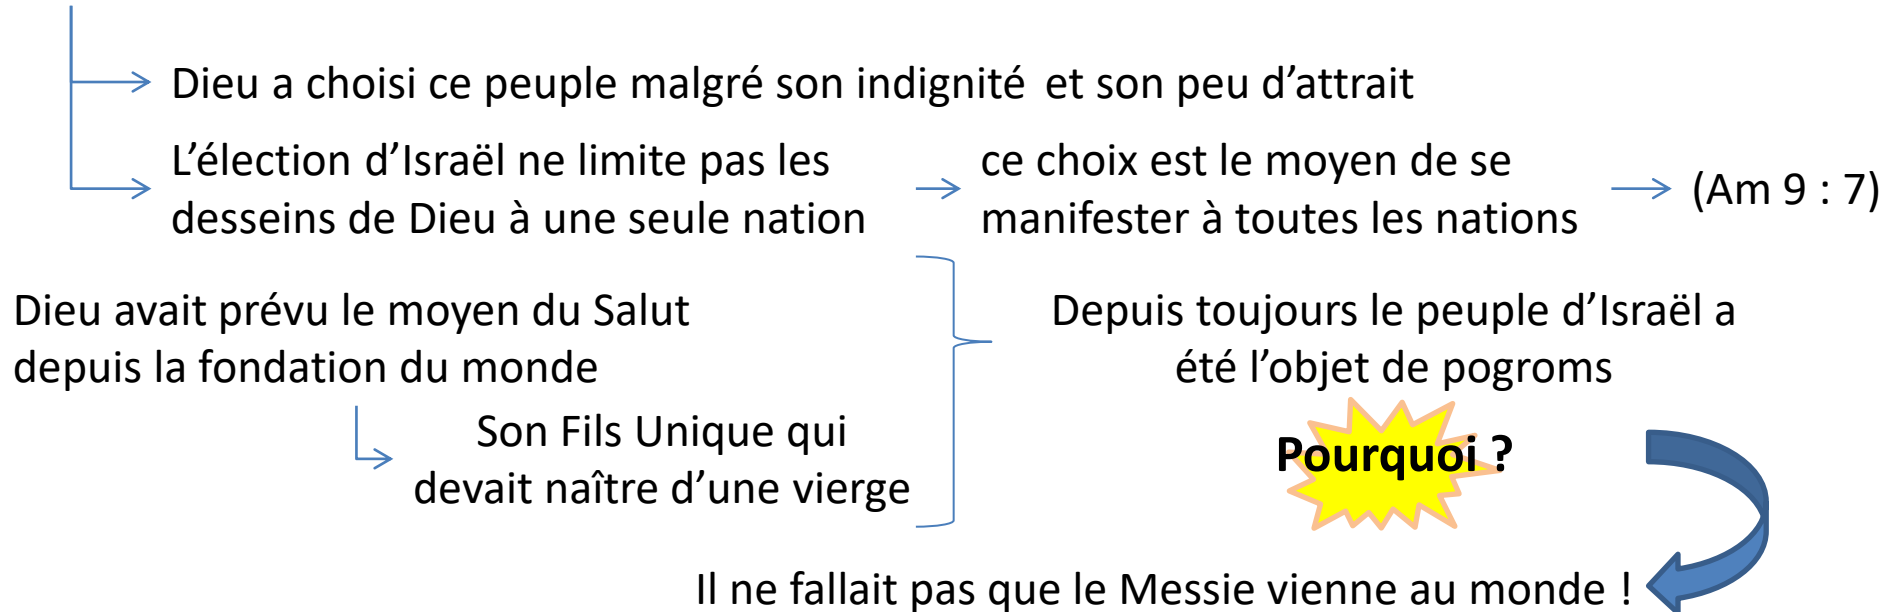 Dieu a choisi ce peuple malgré son indignité et son peu d’attrait
L’élection d’Israël ne limite pas les
desseins de Dieu à une seule nation
ce choix est le moyen de se
manifester à toutes les nations
(Am 9 : 7)
Dieu avait prévu le moyen du Salut
depuis la fondation du monde
Son Fils Unique qui
devait naître d’une vierge
Depuis toujours le peuple d’Israël a
été l’objet de pogroms
Pourquoi ?
Il ne fallait pas que le Messie vienne au monde !